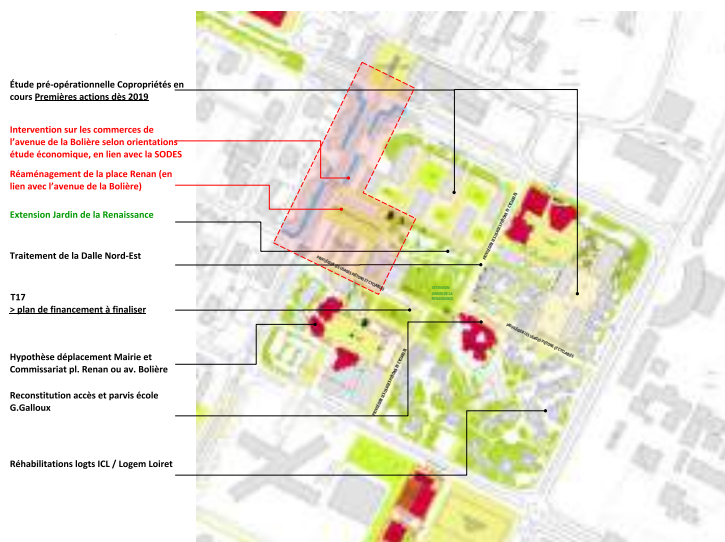 Étude pré-opérationnelle Copropriétés en
cours Premières actions dès 2019
Intervention sur les commerces de
l'avenue de la Bolière selon orientations
étude économique, en lien avec la SODES
Réaménagement de la place Renan (en
lien avec l'avenue de la Bolière)
Extension Jardin de la Renaissance
Traitement de la Dalle Nord-Est
T17
> plan de financement à finaliser
Hypothèse déplacement Mairie et
Commissariat pl. Renan ou av. Bolière
Reconstitution accès et parvis école
G.Galloux
Réhabilitations logts ICL / Logem Loiret